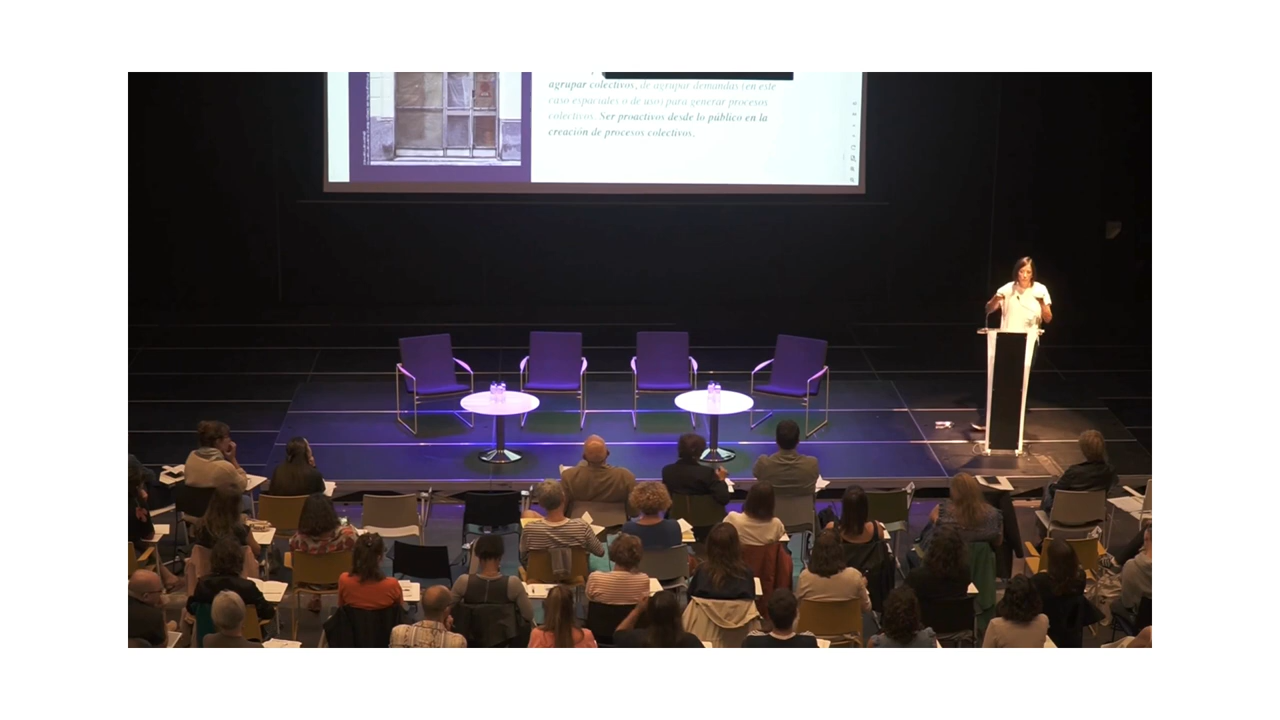 agrupar colectivos, de agrupar demandas (en este
caso espaciales o de uso) para generar procesos
colectivos. Ser proactivos desde lo público en la
creación de procesos colectivos.